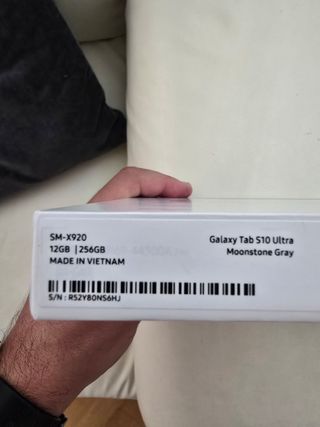 SM-X920
12GB | 256GB
MADE IN VIETNAM
Galaxy Tab S10 Ultra
Moonstone Gray
S/N : R52Y80NS6HJ